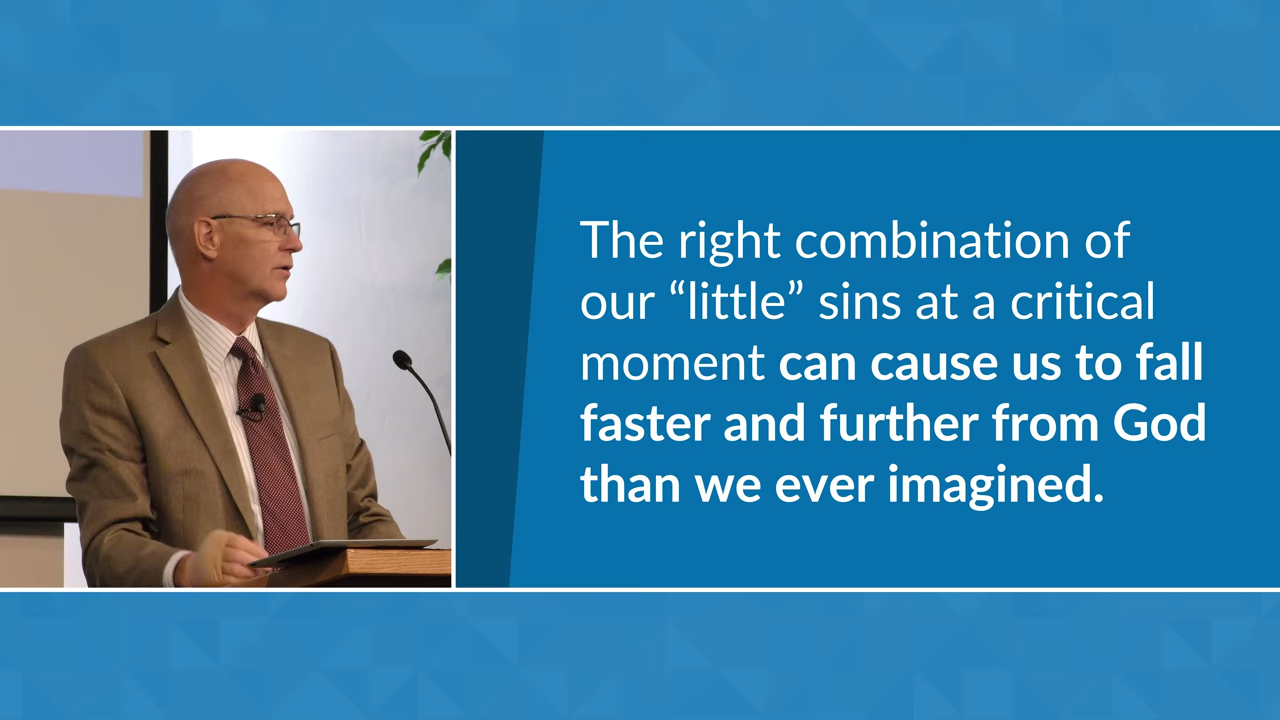 The right combination of
our “little” sins at a critical
moment can cause us to fall
faster and further from God
than we ever imagined.